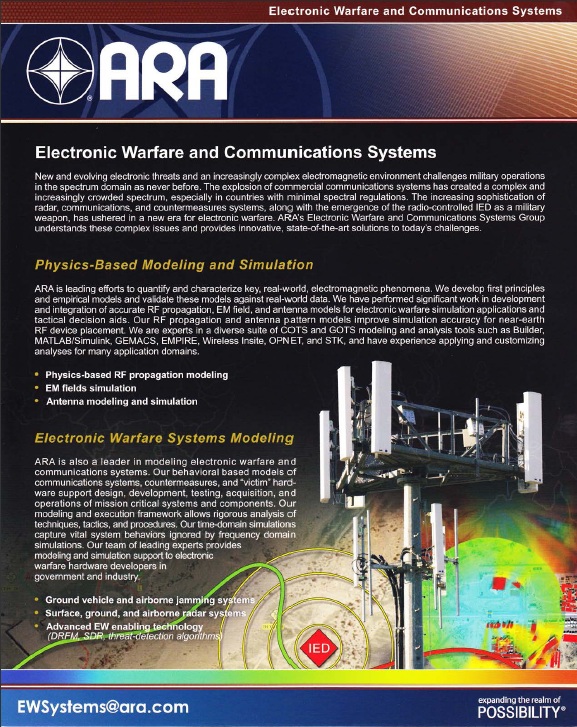 Electronic Warfare and Communications Systems
ARA
Electronic Warfare and Communications Systems
New and evolving electronic threats and an increasingly complex electromagnetic environment challenges military operations
in the spectrum domain as never before. The explosion of commercial communications systems has created a complex and
increasingly crowded spectrum, especially in countries with minimal spectral regulations. The increasing sophistication of
radar, communications, and countermeasures systems, along with the emergence of the radio-controlled IED as a military
weapon, has ushered in a new era for electronic warfare. ARA's Electronic Warfare and Communications Systems Group
understands these complex issues and provides innovative, state-of-the-art solutions to today's challenges.
Physics-Based Modeling and Simulation
ARA is leading efforts to quantify and characterize key, real-world, electromagnetic phenomena. We develop first principles
and empirical models and validate these models against real-world data. We have performed significant work in development
and integration of accurate RF propagation, EM field, and antenna models for electronic warfare simulation applications and
tactical decision aids. Our RF propagation and antenna pattern models improve simulation accuracy for near-earth
RF device placement. We are experts in a diverse suite of COTS and GOTS modeling and analysis tools such as Builder,
MATLAB/Simulink, GEMACS, EMPIRE, Wireless Insite, OPNET, and STK, and have experience applying and customizing
analyses for many application domains.
• Physics-based RF propagation modeling
• EM fields simulation
• Antenna modeling and simulation
Electronic Warfare Systems Modeling
ARA is also a leader in modeling electronic warfare and
communications systems. Our behavioral based models of
communications systems, countermeasures, and "victim" hard-
ware support design, development, testing, acquisition, and
operations of mission critical systems and components. Our
modeling and execution framework allows rigorous analysis of
techniques, tactics, and procedures. Our time-domain simulations
capture vital system behaviors ignored by frequency domain
simulations. Our team of leading experts provides
modeling and simulation support to electronic
warfare hardware developers in
government and industry.
• Ground vehicle and airborne jamming systems
• Surface, ground, and airborne radar systems
• Advanced EW enabling technology
(DRFM, SDR, threat-detection algorithms)
IED
EWSystems@ara.com
expanding the realm of
POSSIBILITY®